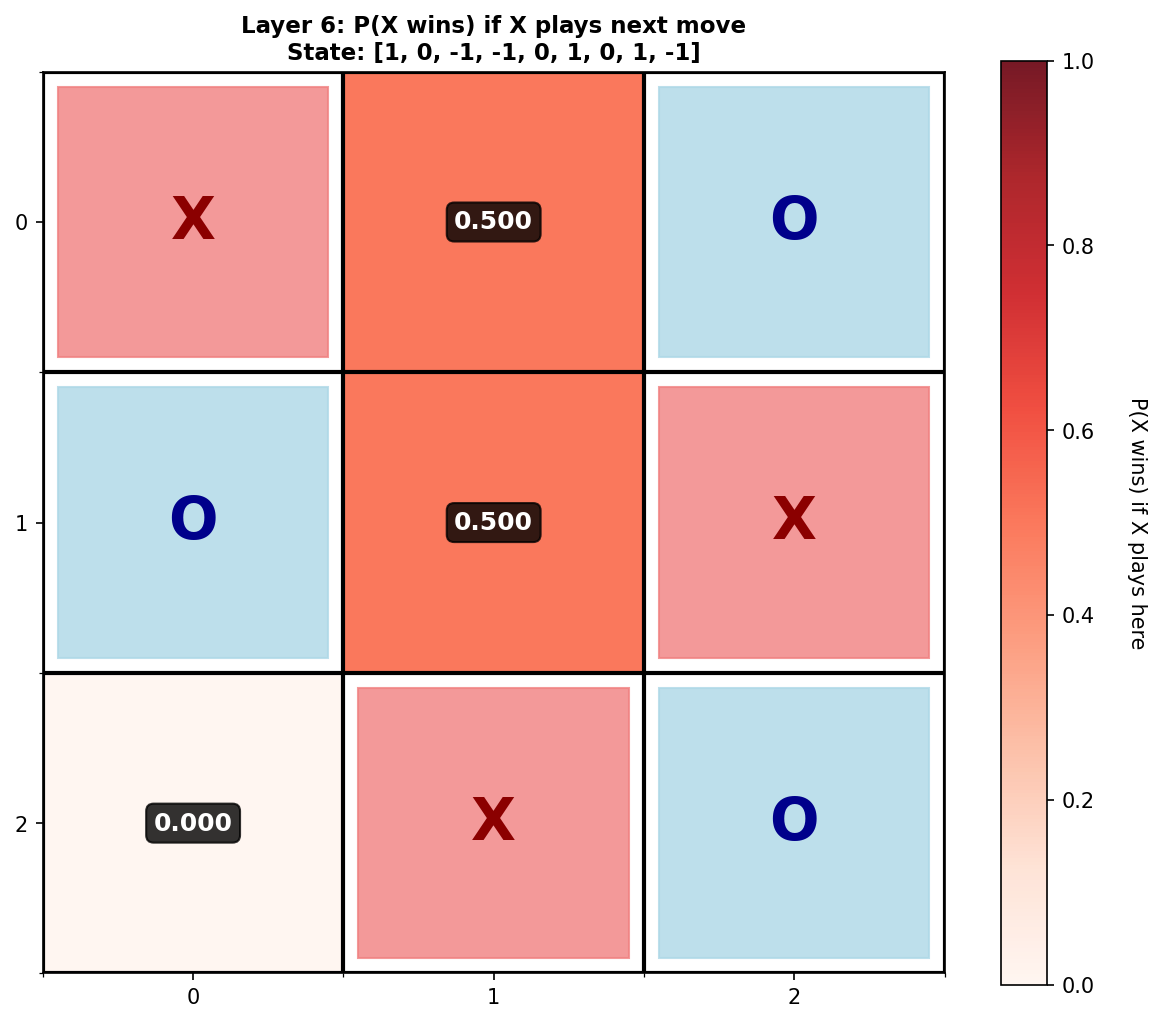 Layer 6: P(X wins) if X plays next move
State: [1, 0, -1, -1, 0, 1, 0, 1, -1]
X
0.500
O
O
0.500
X
0.000
X
O
0
1
2
0
1
2
1.0
0.8
0.6
0.4
0.2
0.0
P(X wins) if X plays here